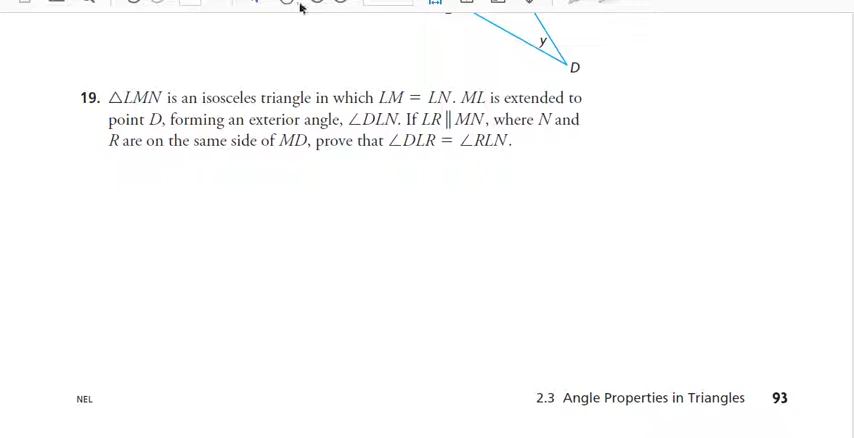 y
D
19. △LMN is an isosceles triangle in which LM = LN. ML is extended to
point D, forming an exterior angle, ∠DLN. If LR ∥ MN, where N and
R are on the same side of MD, prove that ∠DLR = ∠RLN.
NEL 2.3 Angle Properties in Triangles 93